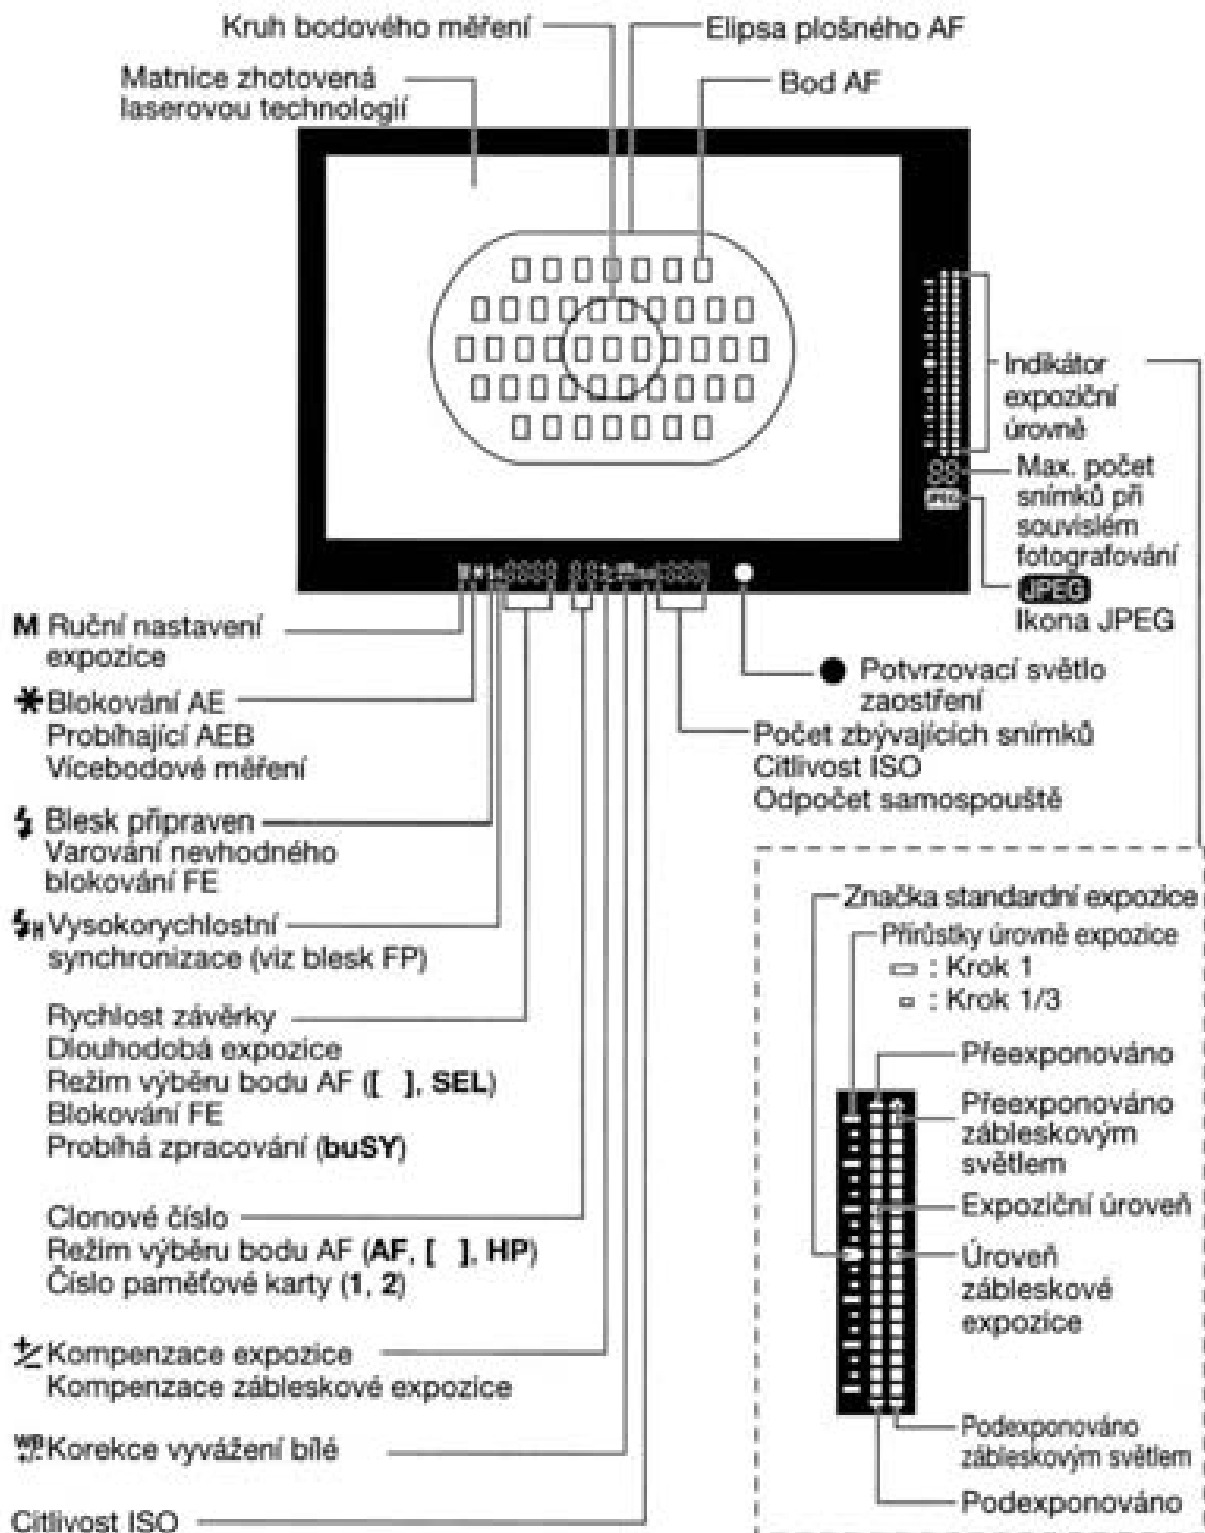 Kruh bodového měření
Elipsa plošného AF
Matnice zhotovená
laserovou technologií
Bod AF
Indikátor
expoziční
úrovně
Max. počet
snímků při
souvislém
fotografování
JPEG
JPEG
Ikona JPEG
M Ruční nastavení
expozice
Potvrzovací světlo
zaostření
Blokování AE
Probíhající AEB
Vícebodové měření
Počet zbývajících snímků
Citlivost ISO
Odpočet samospouště
Blesk připraven
Varování nevhodného
blokování FE
H Vysokorychlostní
synchronizace (viz blesk FP)
Rychlost závěrky
Dlouhodobá expozice
Režim výběru bodu AF ([ ], SEL)
Blokování FE
Probíhá zpracování (buSY)
Clonové číslo
Režim výběru bodu AF (AF, [ ], HP)
Číslo paměťové karty (1, 2)
Kompenzace expozice
Kompenzace zábleskové expozice
WB Korekce vyvážení bílé
Citlivost ISO
Značka standardní expozice
Přírůstky úrovně expozice
: Krok 1
: Krok 1/3
Přeexponováno
Přeexponováno
zábleskovým
světlem
Expoziční úroveň
Úroveň
zábleskové
expozice
Podexponováno
zábleskovým světlem
Podexponováno